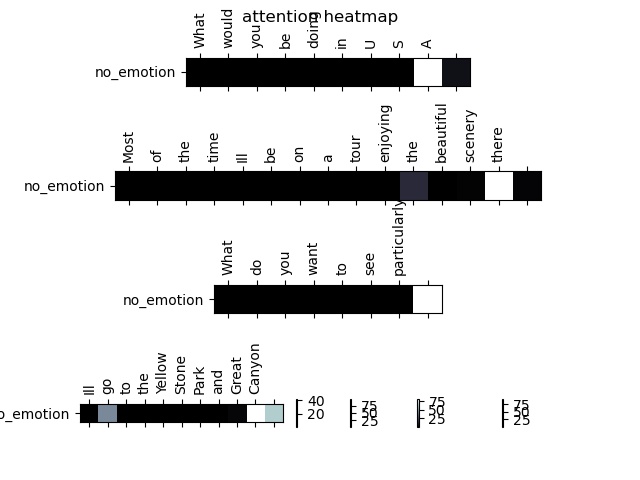 attention heatmap
What would you be doing in U S A
no_emotion
Most of the time Ill be on a tour enjoying the beautiful scenery there
no_emotion
What do you want to see particularly
no_emotion
Ill go to the Yellow Stone Park and Great Canyon
o_emotion
40 75 75 75
20 50 50 50
25 25 25